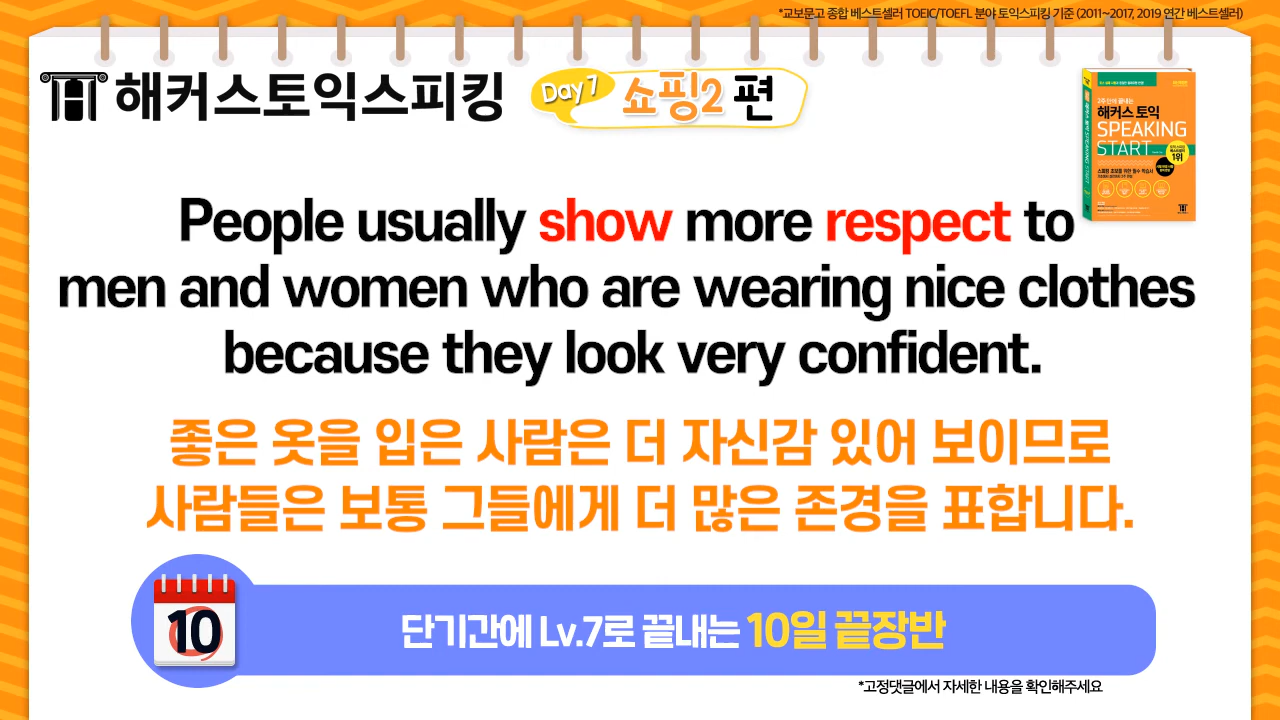 *교보문고 종합 베스트셀러 TOEIC/TOEFL 분야 토익스피킹 기준 (2011~2017, 2019 연간 베스트셀러)
해커스토익스피킹
Day 7
쇼핑2 편
해커스 토익
SPEAKING
START
1위
People usually show more respect to
men and women who are wearing nice clothes
because they look very confident.
좋은 옷을 입은 사람은 더 자신감 있어 보이므로
사람들은 보통 그들에게 더 많은 존경을 표합니다.
10
단기간에 Lv.7로 끝내는 10일 끝장반
*고정댓글에서 자세한 내용을 확인해주세요